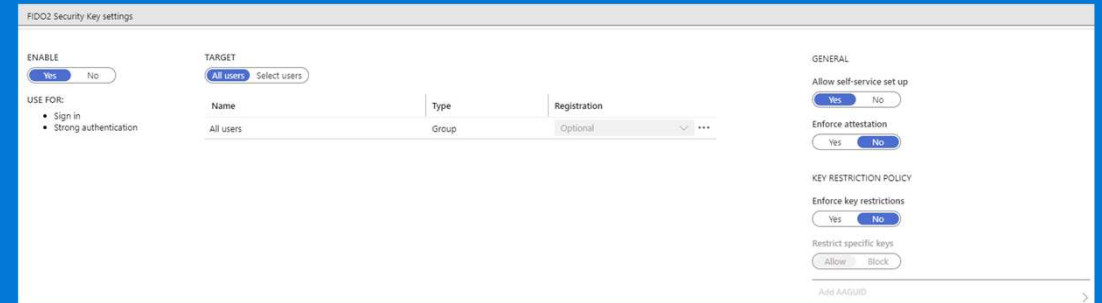 FIDO2 Security Key settings
ENABLE
Yes No
USE FOR:
Sign in
Strong authentication
TARGET
All users Select users
Name Type Registration
All users Group Optional
GENERAL
Allow self-service set up
Yes No
Enforce attestation
Yes No
KEY RESTRICTION POLICY
Enforce key restrictions
Yes No
Restrict specific keys
Allow Block
Add AAGUID